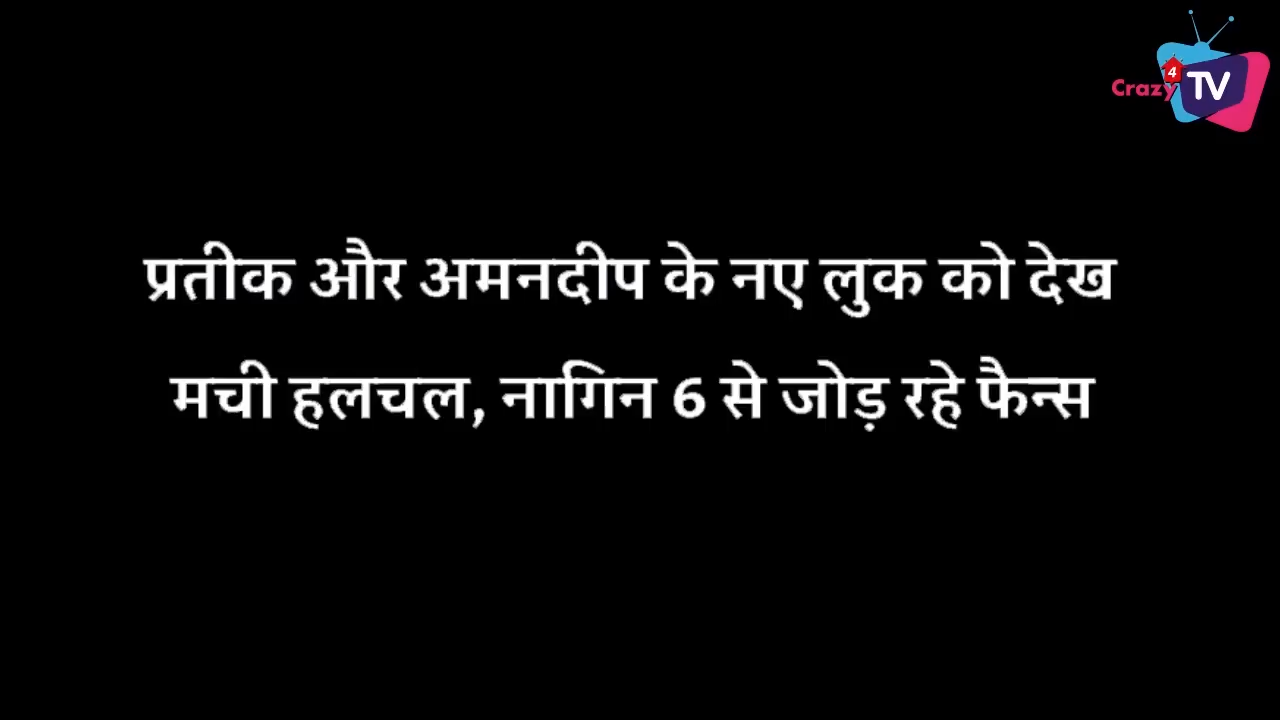 Crazy 4 TV
प्रतीक और अमनदीप के नए लुक को देख
मची हलचल, नागिन 6 से जोड़ रहे फैन्स